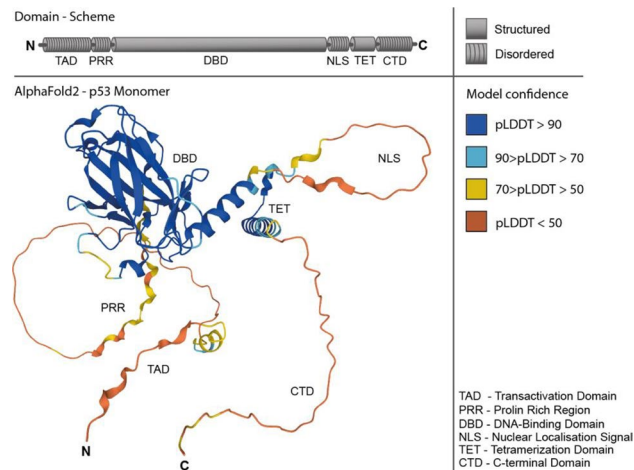 Domain - Scheme
N
C
TAD PRR DBD NLS TET CTD
Structured
Disordered
AlphaFold2 - p53 Monomer
Model confidence
pLDDT > 90
90>pLDDT > 70
70>pLDDT > 50
pLDDT < 50
DBD
NLS
TET
PRR
TAD
CTD
N
C
TAD - Transactivation Domain
PRR - Prolin Rich Region
DBD - DNA-Binding Domain
NLS - Nuclear Localisation Signal
TET - Tetramerization Domain
CTD - C-terminal Domain